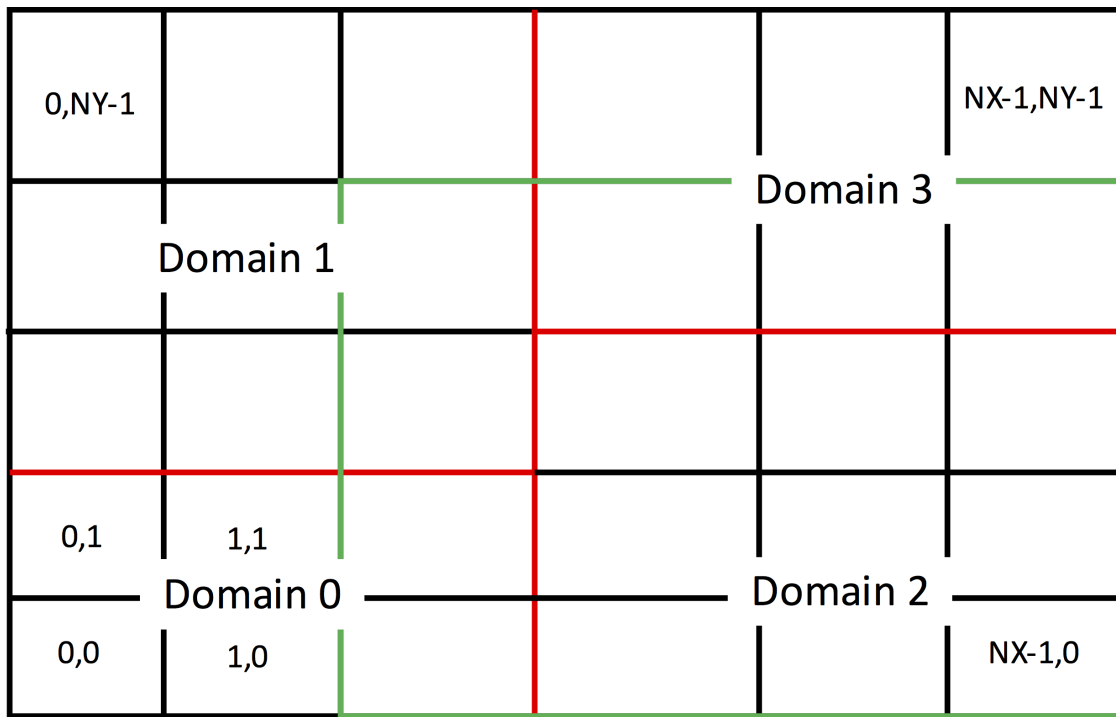 0,NY-1
NX-1,NY-1
Domain 3
Domain 1
0,1
1,1
Domain 0
Domain 2
0,0
1,0
NX-1,0